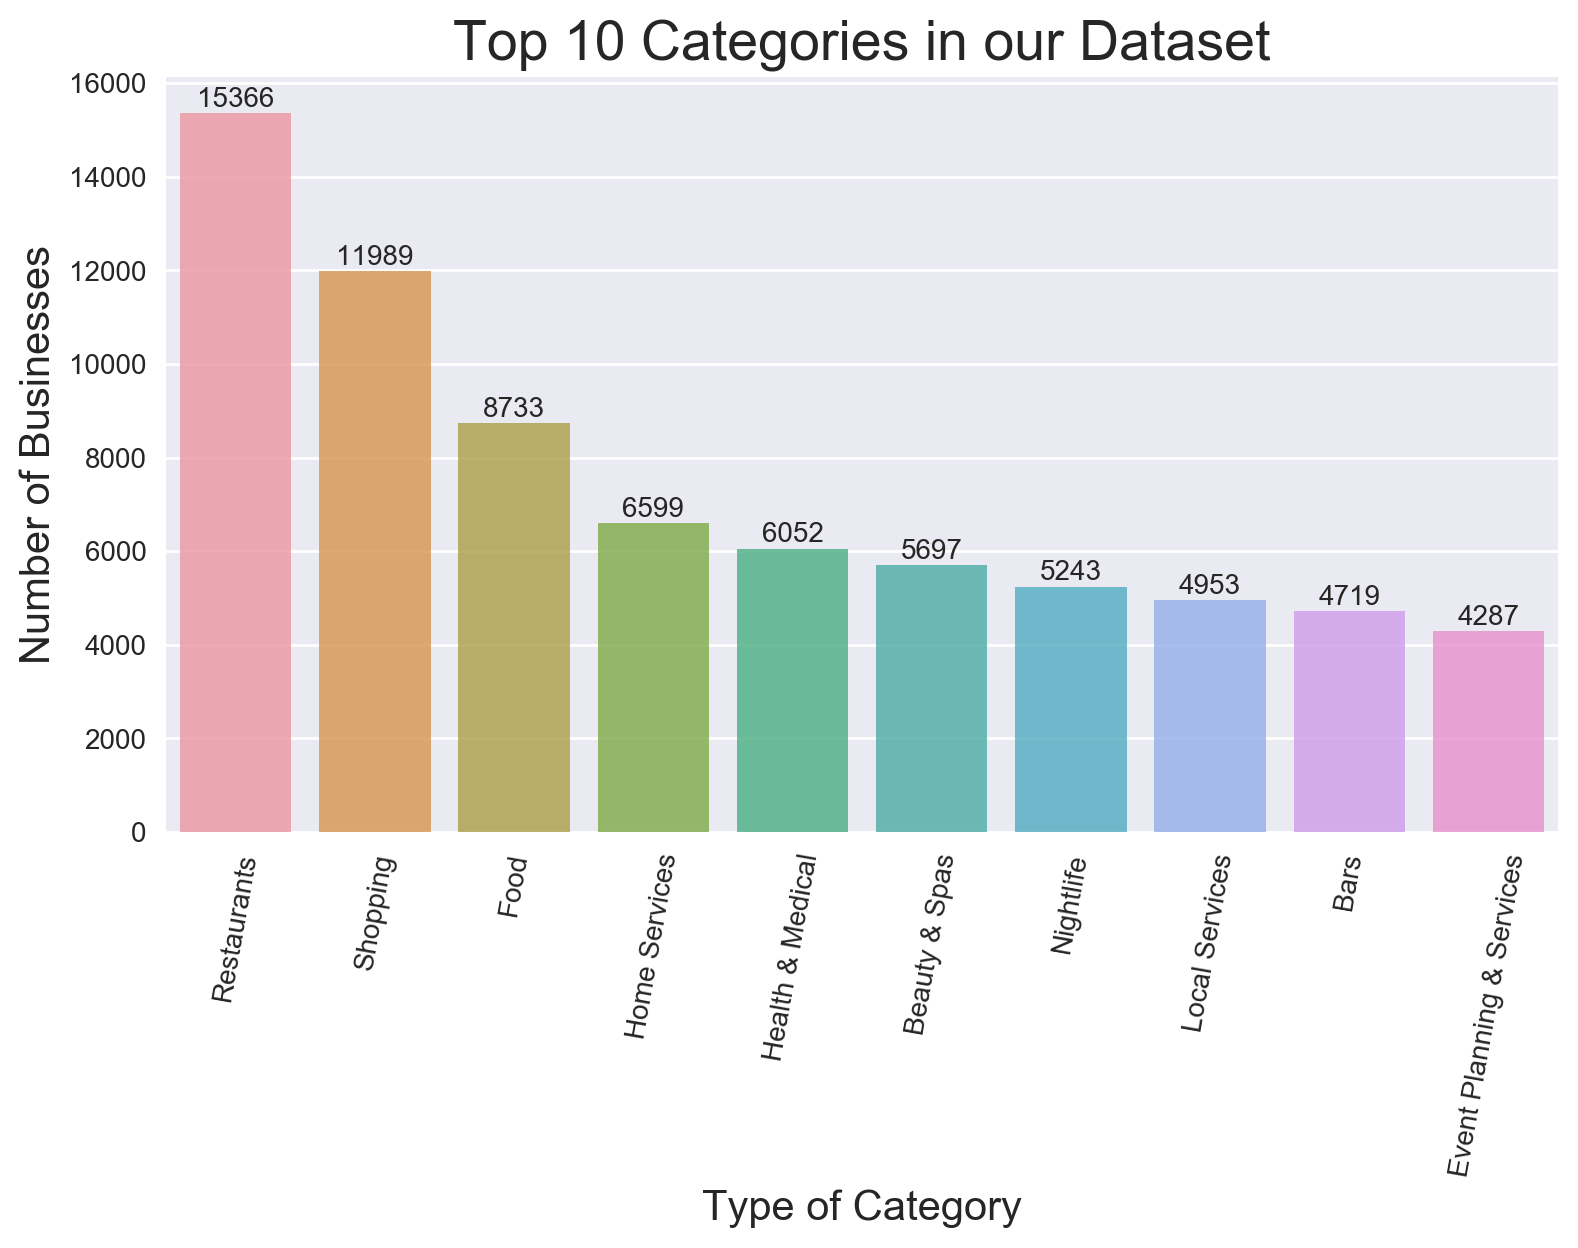 Top 10 Categories in our Dataset
Number of Businesses
16000
14000
12000
10000
8000
6000
4000
2000
0
15366
11989
8733
6599
6052
5697
5243
4953
4719
4287
Restaurants
Shopping
Food
Home Services
Health & Medical
Beauty & Spas
Nightlife
Local Services
Bars
Event Planning & Services
Type of Category